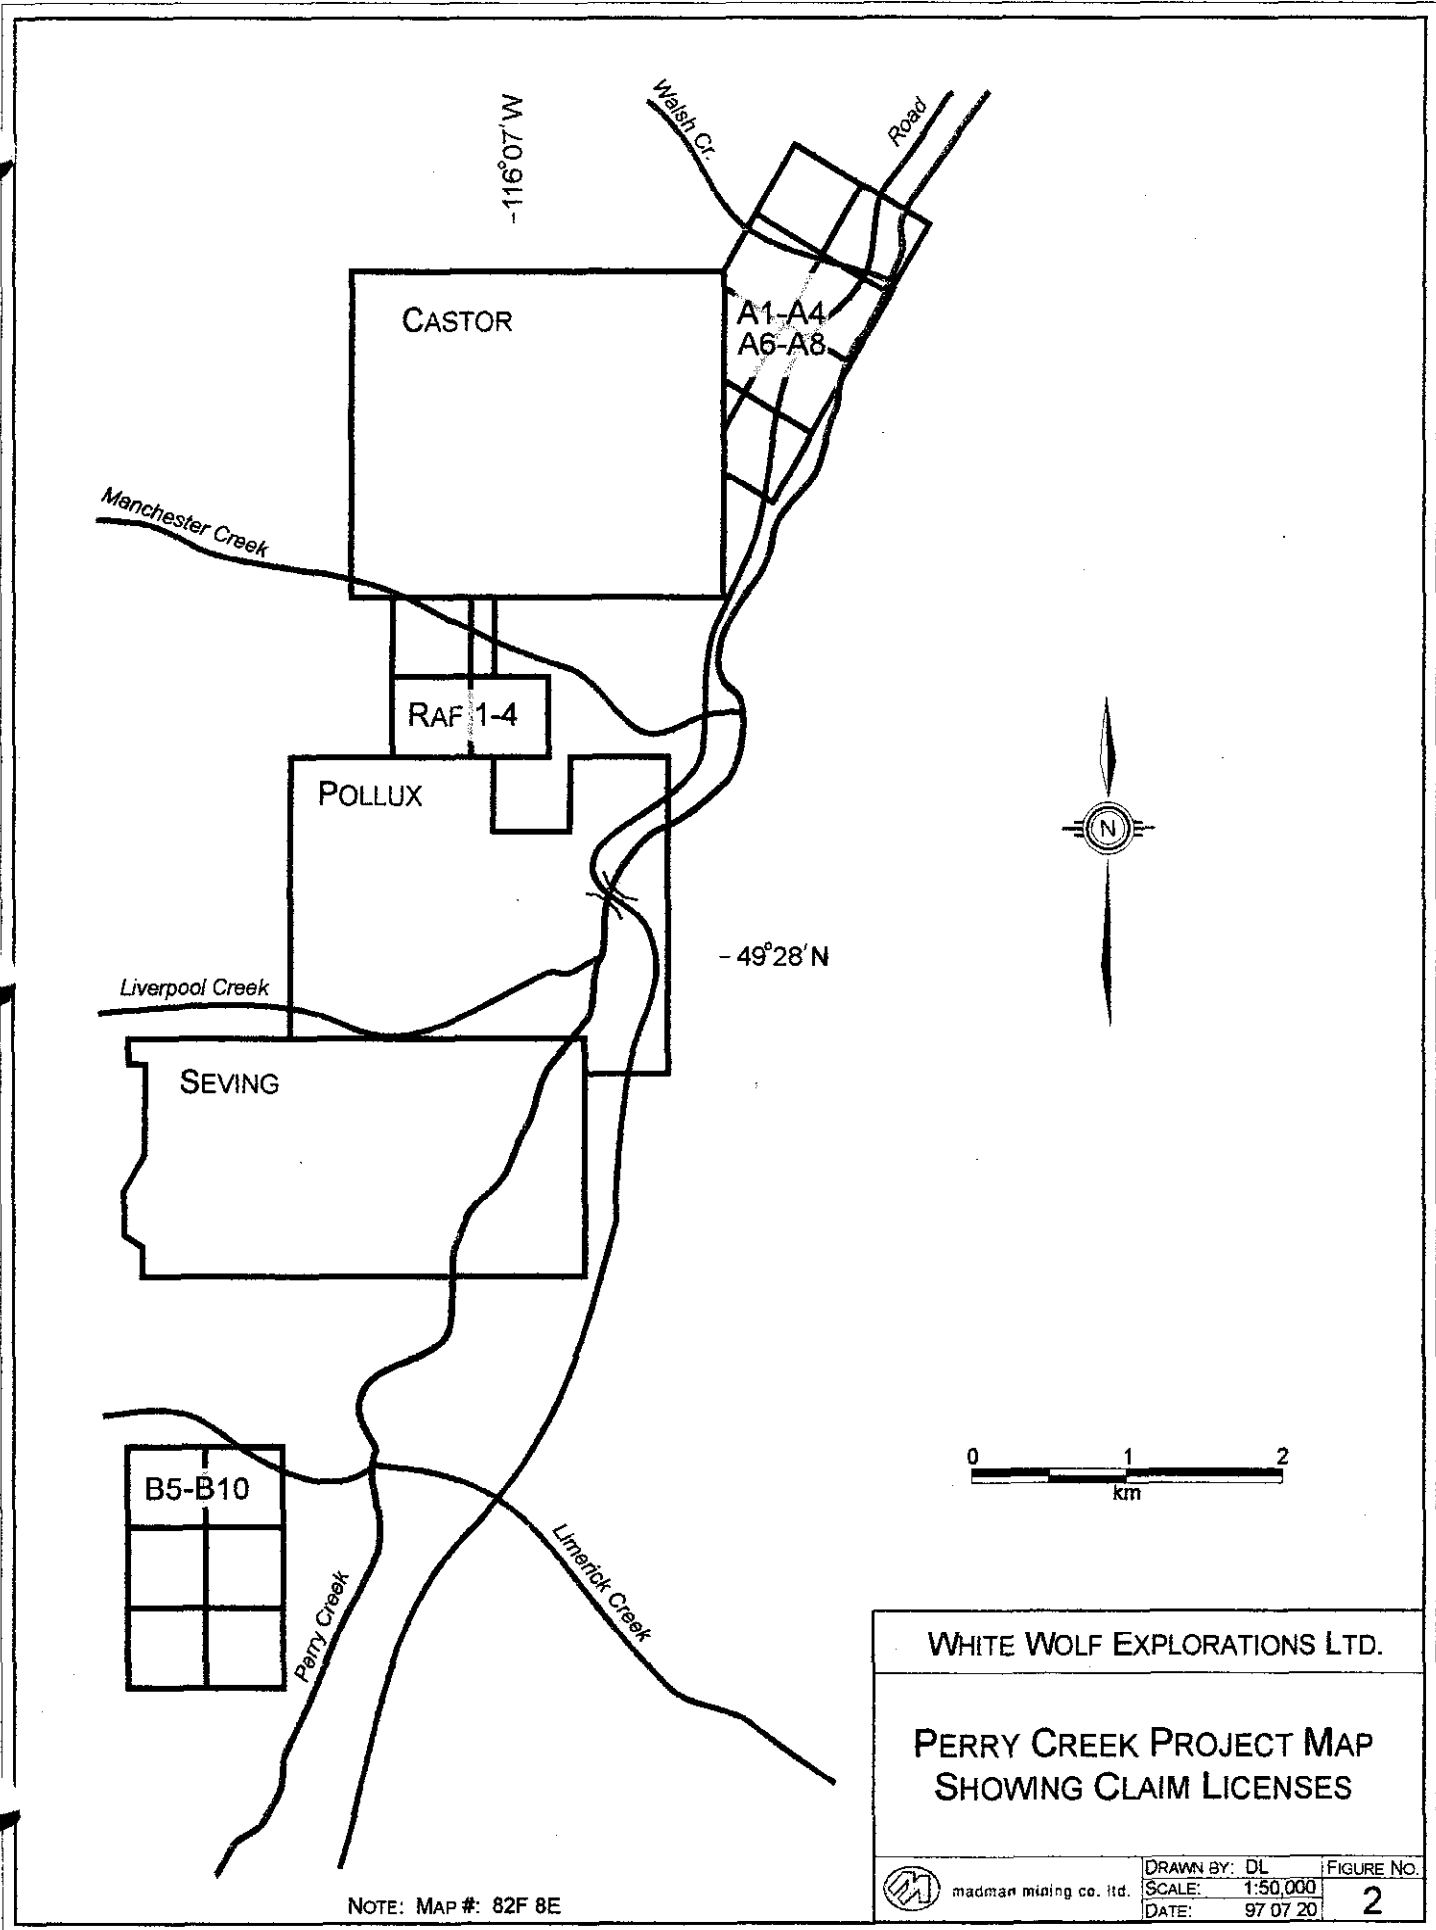 Walsh Cr.
Road
-116°07'W
CASTOR
A1-A4
A6-A8
Manchester Creek
RAF 1-4
POLLUX
N
- 49°28'N
Liverpool Creek
SEVING
0 1 2
km
B5-B10
Limerick Creek
Perry Creek
WHITE WOLF EXPLORATIONS LTD.
PERRY CREEK PROJECT MAP
SHOWING CLAIM LICENSES
madman mining co. ltd.
DRAWN BY: DL
SCALE: 1:50,000
DATE: 97 07 20
FIGURE NO.
2
NOTE: MAP #: 82F 8E